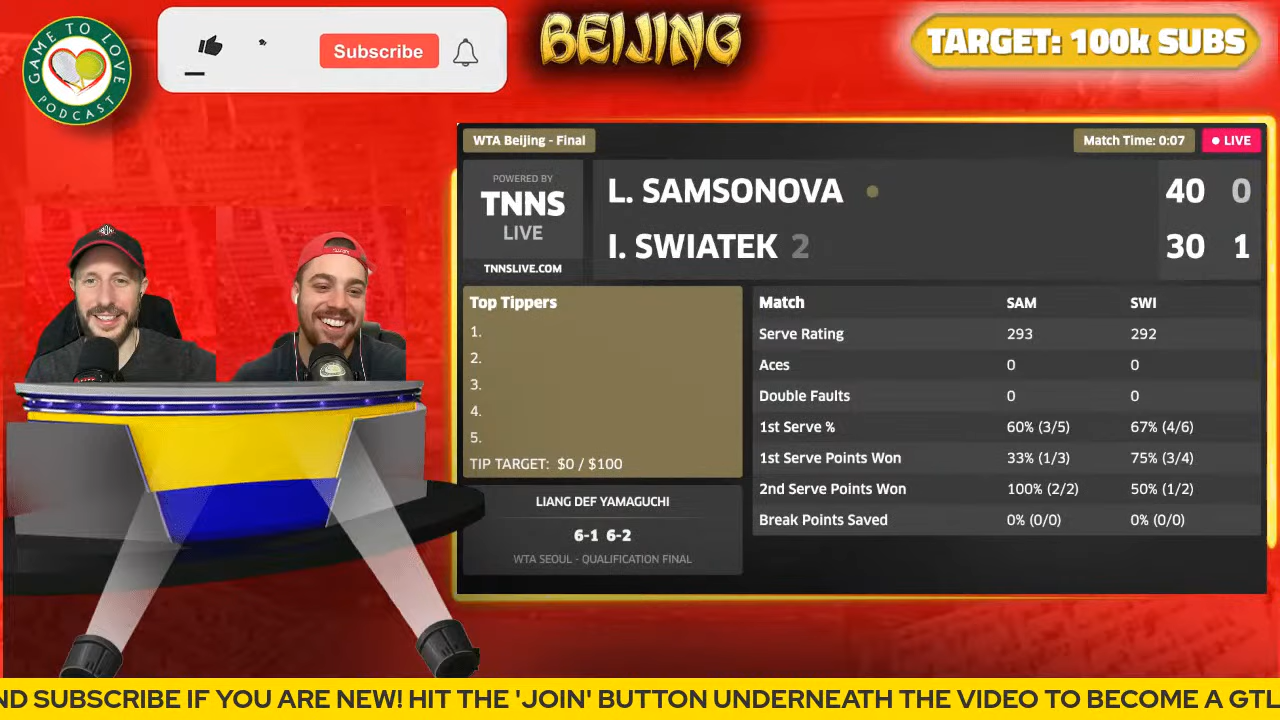 GAME TO LOVE
PODCAST
Subscribe
BEIJING
TARGET: 100k SUBS
WTA Beijing - Final
Match Time: 0:07
LIVE
POWERED BY
TNNS
LIVE
TNNSLIVE.COM
L. SAMSONOVA 40 0
I. SWIATEK 2 30 1
Top Tippers
1.
2.
3.
4.
5.
TIP TARGET: $0 / $100
LIANG DEF YAMAGUCHI
6-1 6-2
WTA SEOUL - QUALIFICATION FINAL
Match SAM SWI
Serve Rating 293 292
Aces 0 0
Double Faults 0 0
1st Serve % 60% (3/5) 67% (4/6)
1st Serve Points Won 33% (1/3) 75% (3/4)
2nd Serve Points Won 100% (2/2) 50% (1/2)
Break Points Saved 0% (0/0) 0% (0/0)
ND SUBSCRIBE IF YOU ARE NEW! HIT THE 'JOIN' BUTTON UNDERNEATH THE VIDEO TO BECOME A GTL